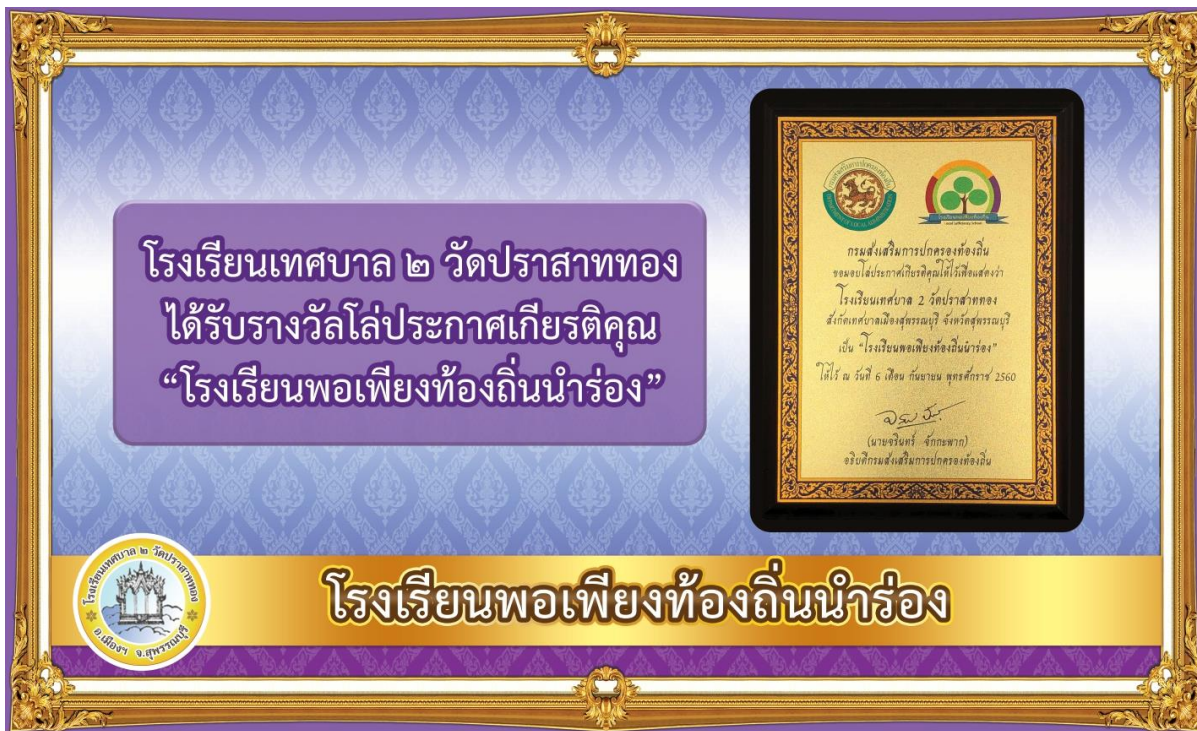 โรงเรียนเทศบาล ๒ วัดปราสาททอง
ได้รับรางวัลโล่ประกาศเกียรติคุณ
“โรงเรียนพอเพียงท้องถิ่นนำร่อง”
กรมส่งเสริมการปกครองท้องถิ่น
ขอมอบโล่ประกาศเกียรติคุณให้ไว้เพื่อแสดงว่า
โรงเรียนเทศบาล 2 วัดปราสาททอง
สังกัดเทศบาลเมืองสุพรรณบุรี จังหวัดสุพรรณบุรี
เป็น “โรงเรียนพอเพียงท้องถิ่นนำร่อง”
ให้ไว้ ณ วันที่ 6 เดือน กันยายน พุทธศักราช 2560
(นายจรินทร์ จักกะพาก)
อธิบดีกรมส่งเสริมการปกครองท้องถิ่น
โรงเรียนเทศบาล ๒ วัดปราสาททอง
อ.เมืองฯ จ.สุพรรณบุรี
โรงเรียนพอเพียงท้องถิ่นนำร่อง